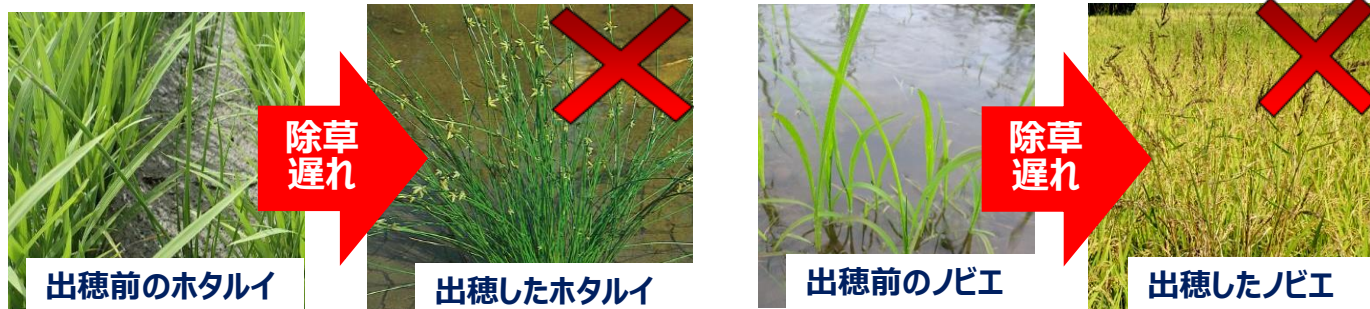 除草
遅れ
出穂前のホタルイ
出穂したホタルイ
除草
遅れ
出穂前のノビエ
出穂したノビエ